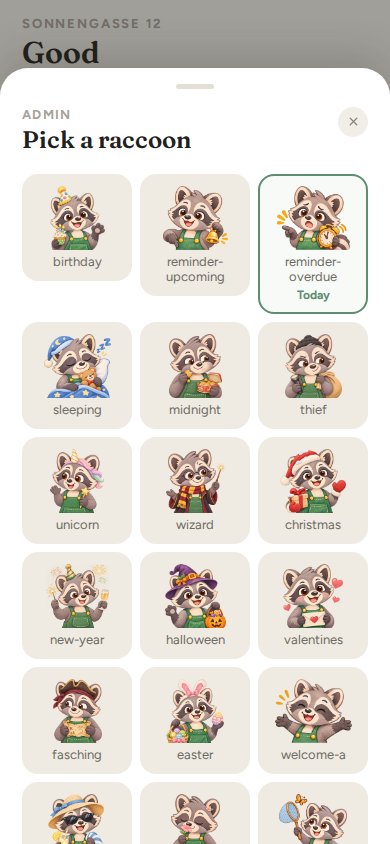 SONNENGASSE 12
Good
ADMIN
Pick a raccoon
birthday
reminder-
upcoming
reminder-
overdue
Today
sleeping
midnight
thief
unicorn
wizard
christmas
new-year
halloween
valentines
fasching
easter
welcome-a